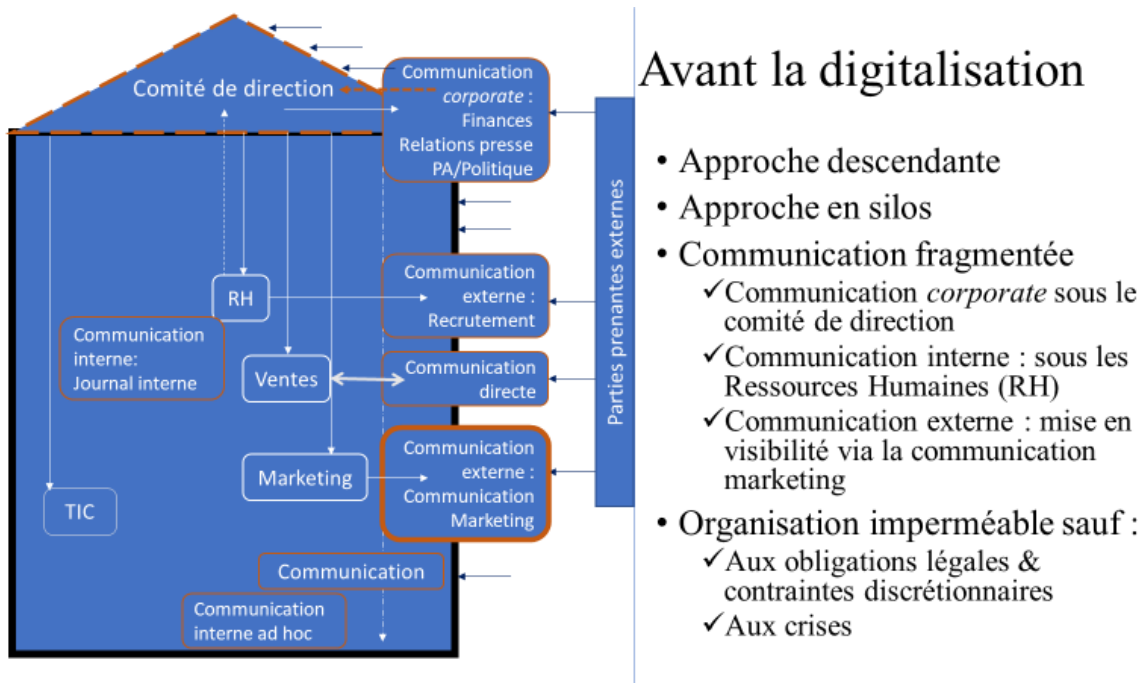 Comité de direction
Communication
corporate :
Finances
Relations presse
PA/Politique
RH
Communication
externe :
Recrutement
Communication
interne:
Journal interne
Ventes
Communication
directe
Marketing
Communication
externe :
Communication
Marketing
TIC
Communication
Communication
interne ad hoc
Parties prenantes externes
Avant la digitalisation
• Approche descendante
• Approche en silos
• Communication fragmentée
✓Communication corporate sous le
comité de direction
✓Communication interne : sous les
Ressources Humaines (RH)
✓Communication externe : mise en
visibilité via la communication
marketing
• Organisation imperméable sauf :
✓Aux obligations légales &
contraintes discrétionnaires
✓Aux crises